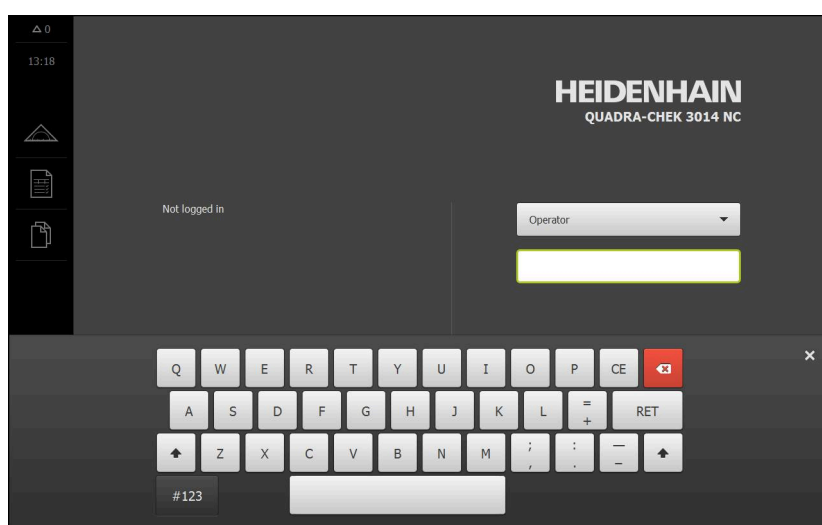 0
13:18
HEIDENHAIN
QUADRA-CHEK 3014 NC
Not logged in
Operator
Q W E R T Y U I O P CE
A S D F G H J K L = + RET
Z X C V B N M ; , : . — –
#123